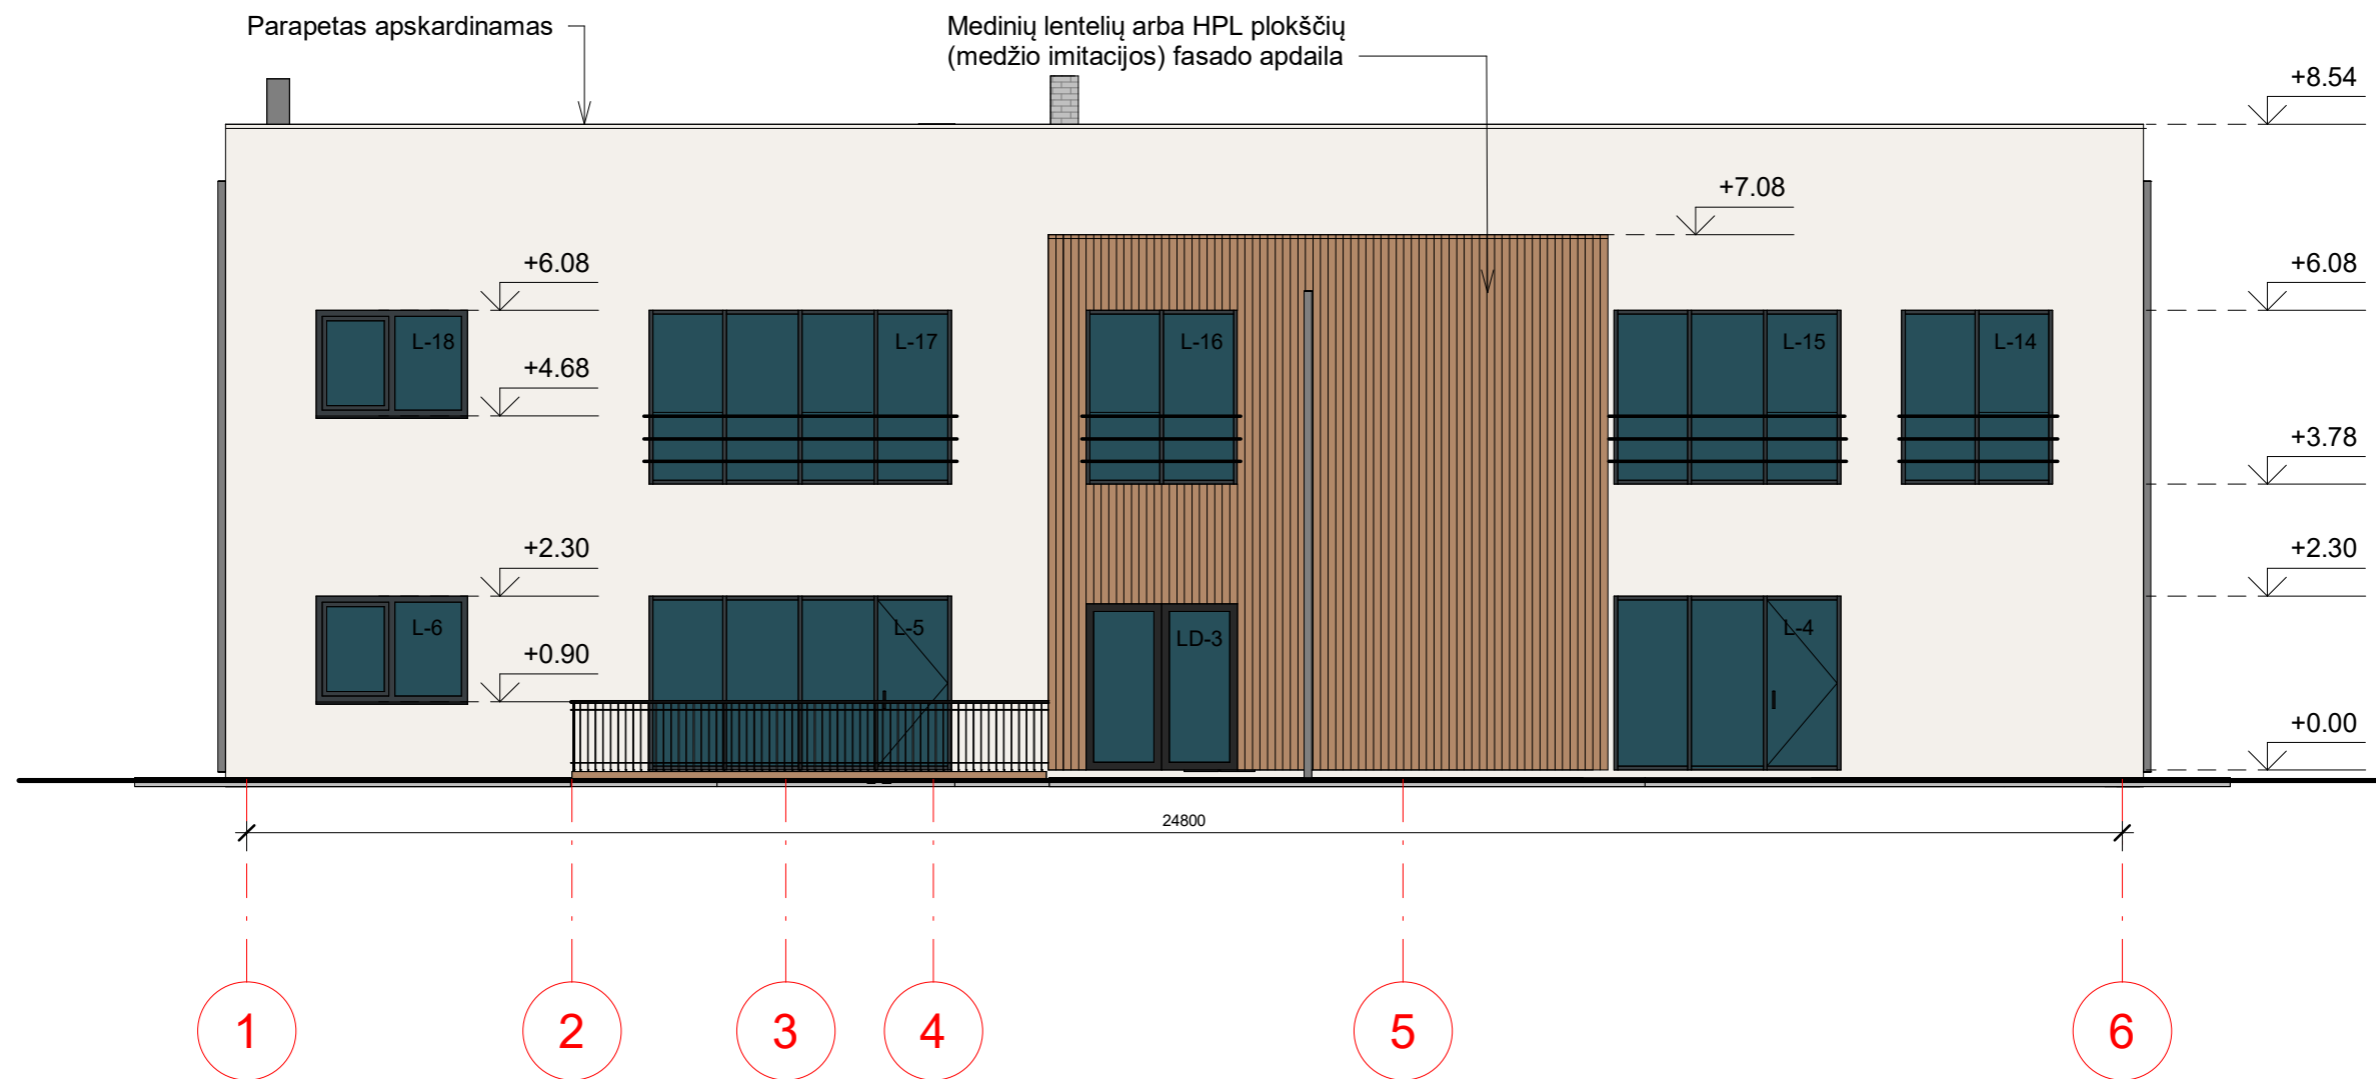 Parapetas apskardinamas
Medinių lentelių arba HPL plokščių
(medžio imitacijos) fasado apdaila
+8.54
+7.08
+6.08
+6.08
L-18
L-17
L-16
L-15
L-14
+4.68
+3.78
+2.30
+2.30
L-6
L-5
LD-3
L-4
+0.90
+0.00
24800
1
2
3
4
5
6